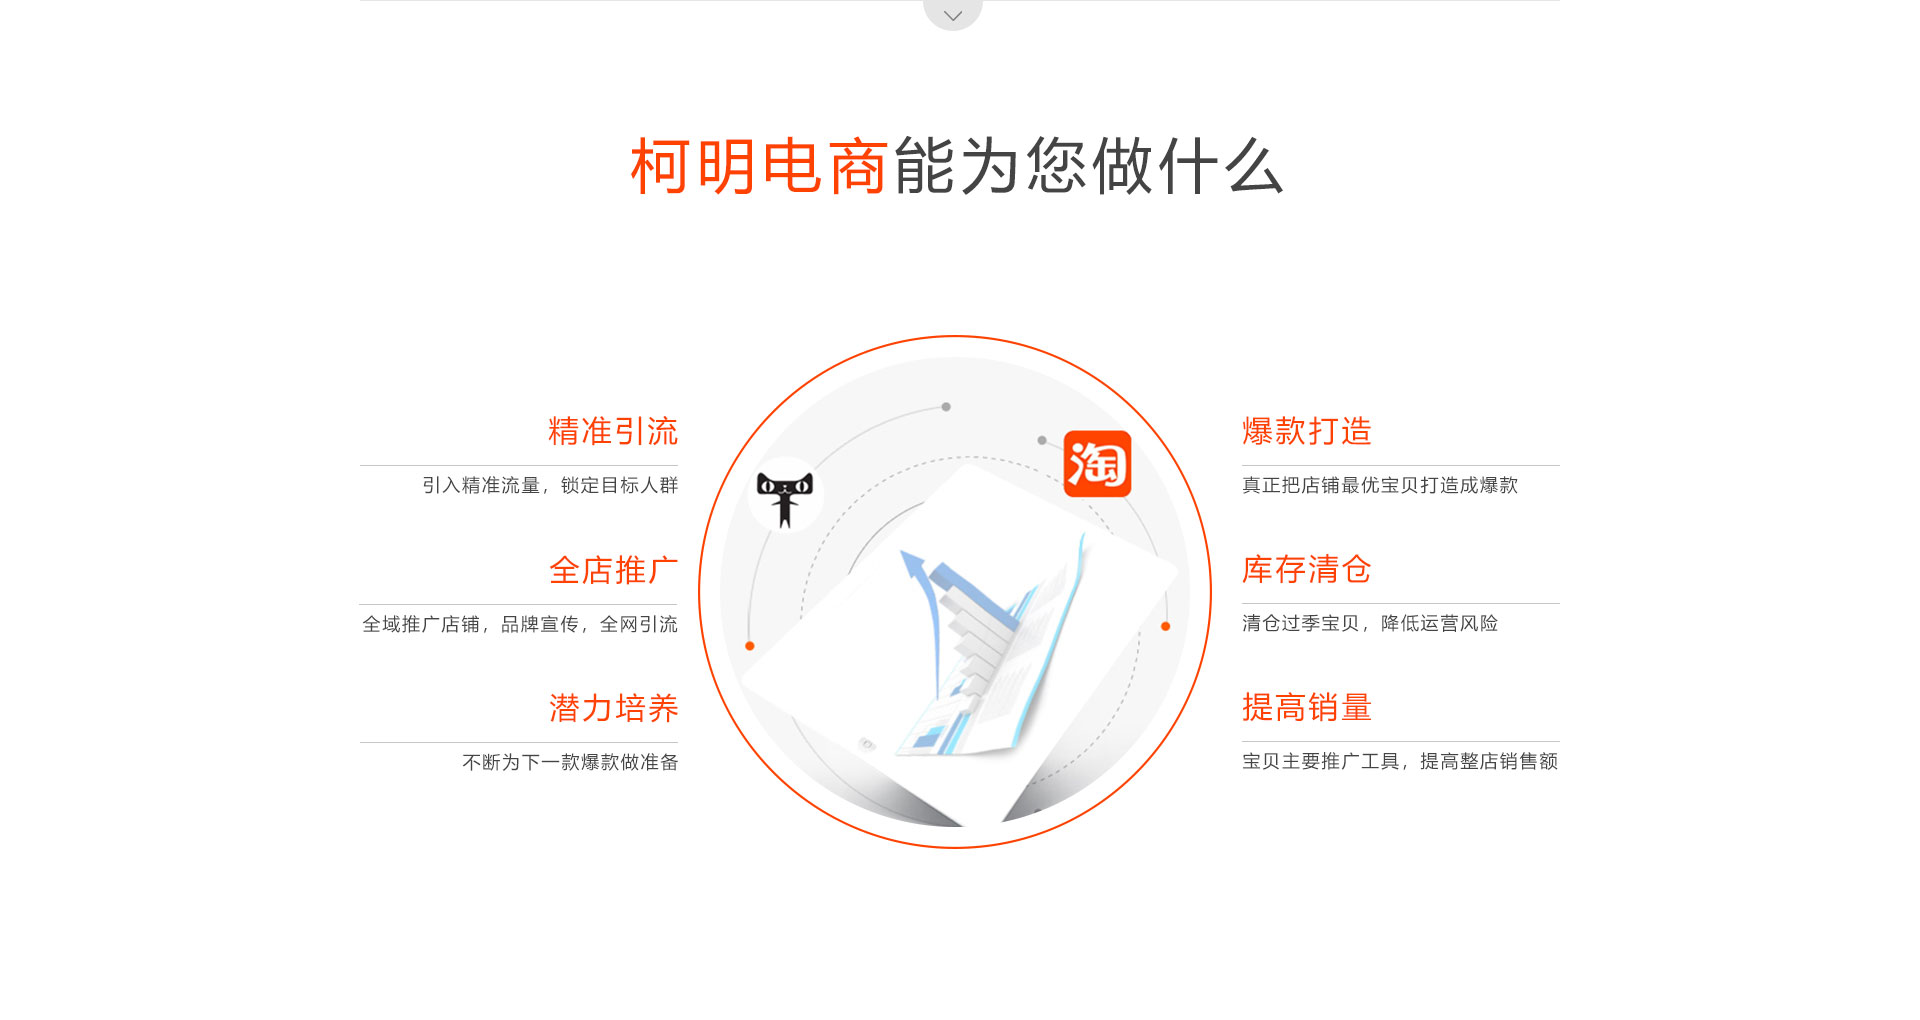 柯明电商能为您做什么
精准引流
引入精准流量，锁定目标人群
全店推广
全域推广店铺，品牌宣传，全网引流
潜力培养
不断为下一款爆款做准备
淘
爆款打造
真正把店铺最优宝贝打造成爆款
库存清仓
清仓过季宝贝，降低运营风险
提高销量
宝贝主要推广工具，提高整店销售额